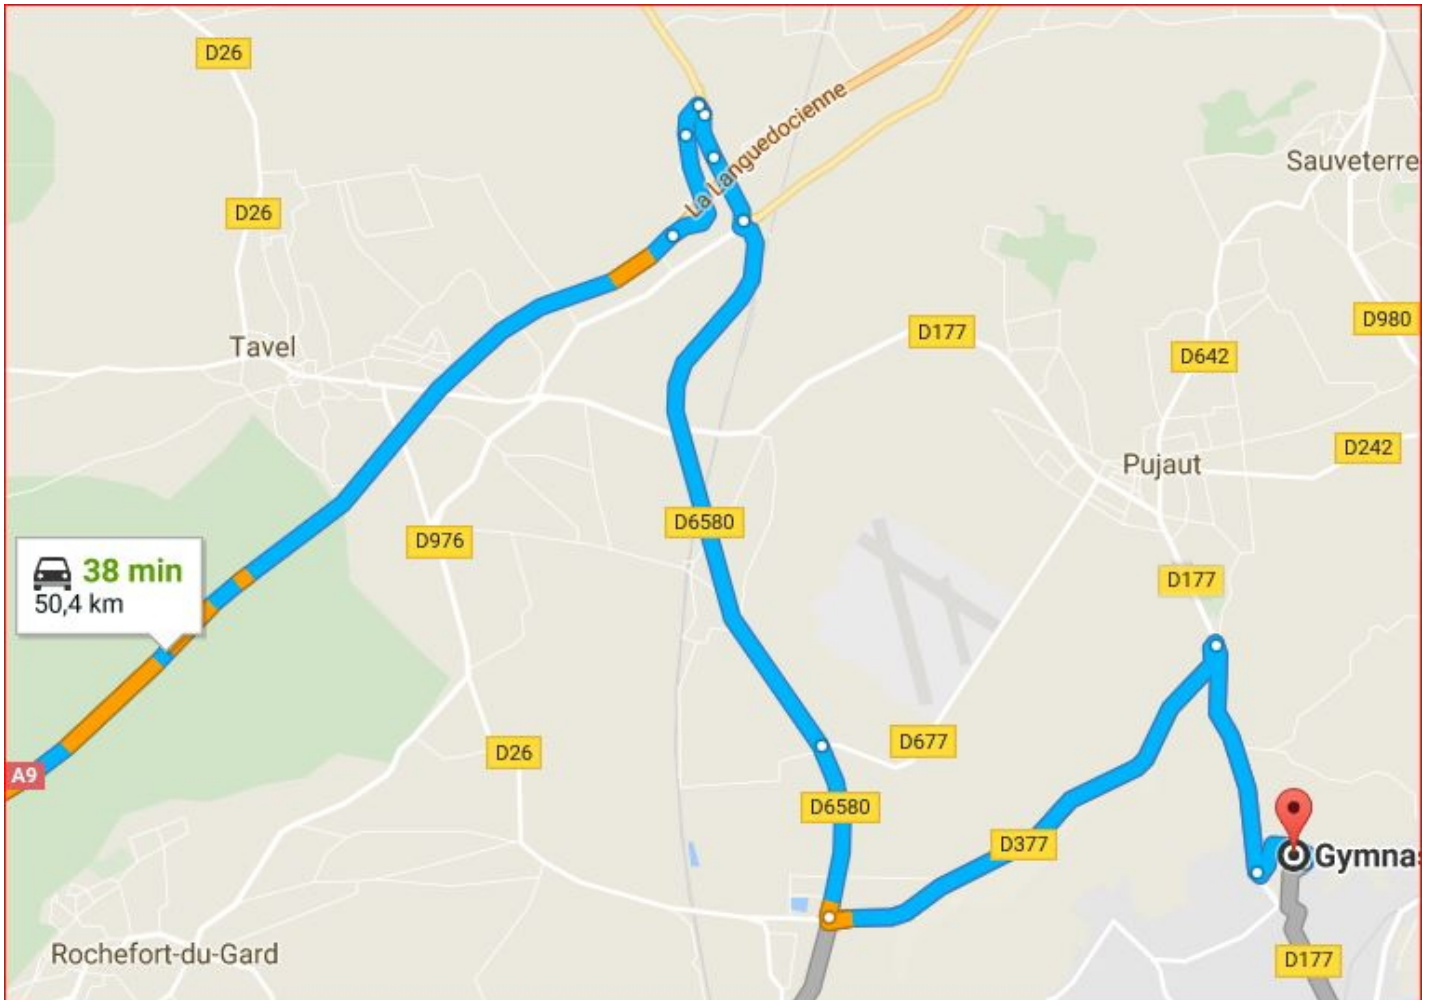 D26
La Languedocienne
Sauveterre
D26
D980
D177
Tavel
D642
D242
Pujaut
D6580
D976
38 min
50,4 km
D177
D677
D26
A9
D6580
D377
Gymnas
Rochefort-du-Gard
D177